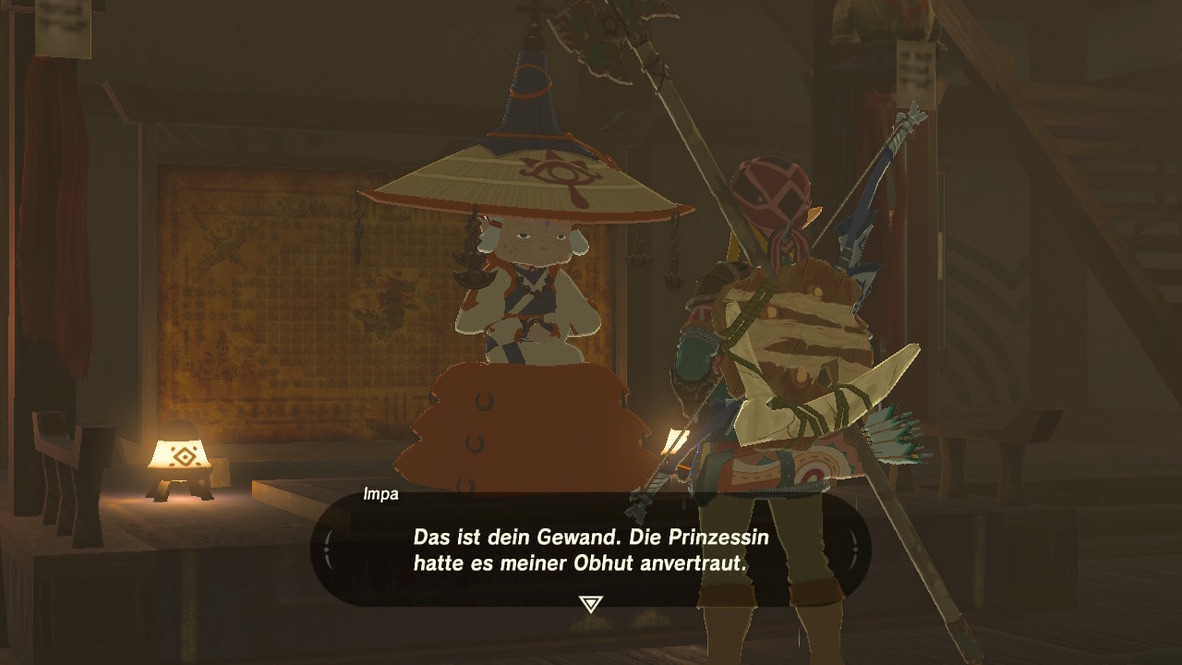 Impa
Das ist dein Gewand. Die Prinzessin
hatte es meiner Obhut anvertraut.